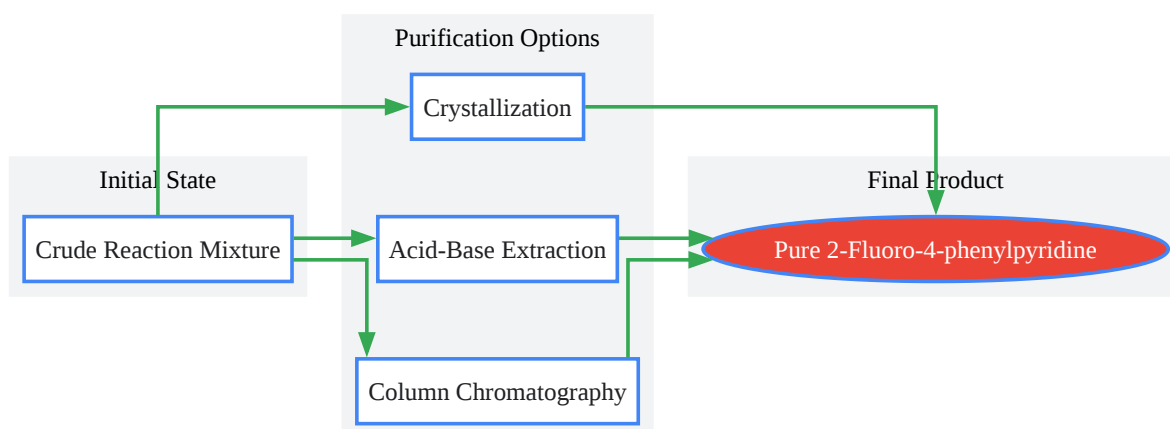 Purification Options
Crystallization
Initial State
Final Product
Crude Reaction Mixture
Acid-Base Extraction
Pure 2-Fluoro-4-phenylpyridine
Column Chromatography